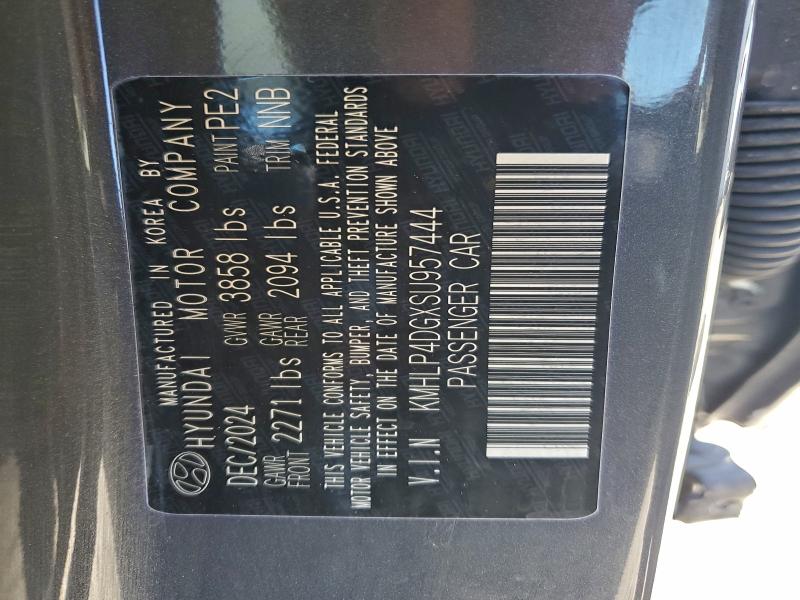 MANUFACTURED IN KOREA BY
HYUNDAI MOTOR COMPANY
DEC/2024 GVWR 3858 lbs PAINT PE2
GAWR FRONT 2271 lbs GAWR REAR 2094 lbs TRIM NNB
THIS VEHICLE CONFORMS TO ALL APPLICABLE U.S.A. FEDERAL
MOTOR VEHICLE SAFETY, BUMPER, AND THEFT PREVENTION STANDARDS
IN EFFECT ON THE DATE OF MANUFACTURE SHOWN ABOVE
V.I.N KMHLP4DGXSU957444
PASSENGER CAR